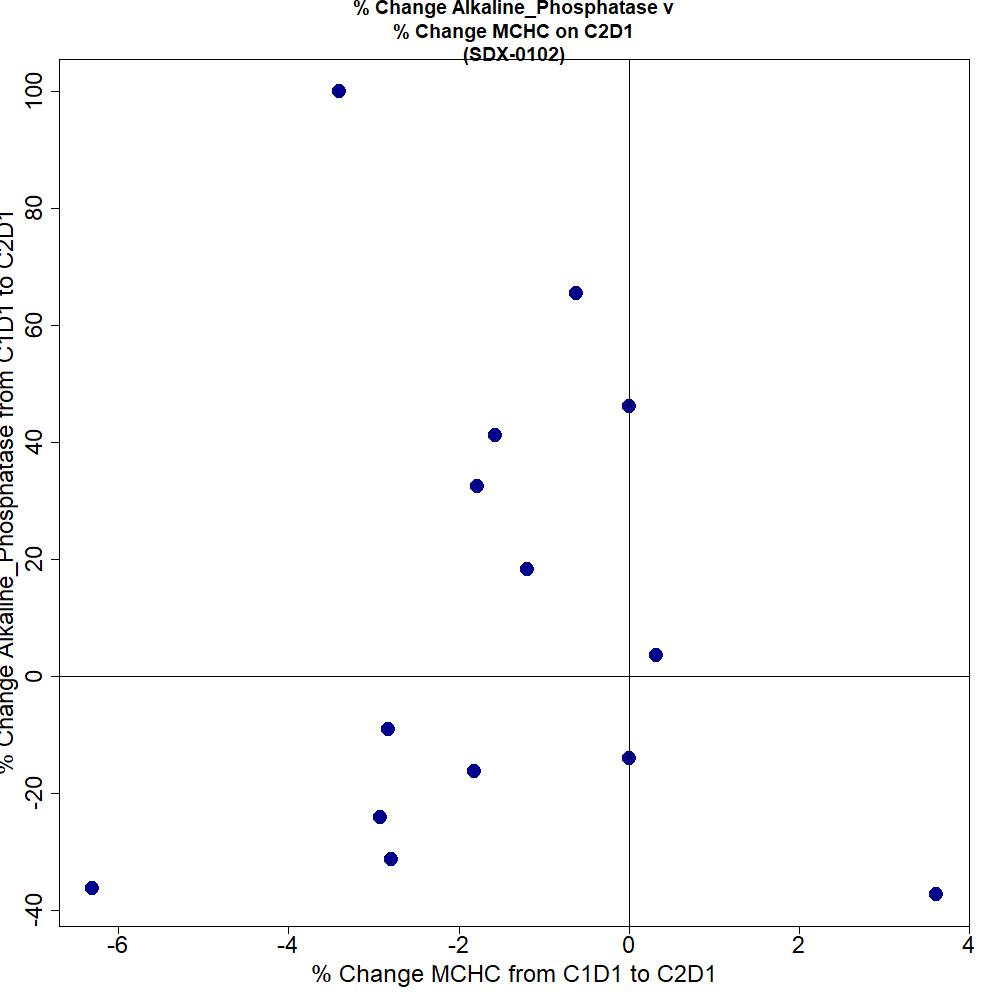 % Change Alkaline_Phosphatase v
% Change MCHC on C2D1
(SDX-0102)
% Change Alkaline_Phosphatase from C1D1 to C2D1
100
80
60
40
20
0
-20
-40
-6
-4
-2
0
2
4
% Change MCHC from C1D1 to C2D1